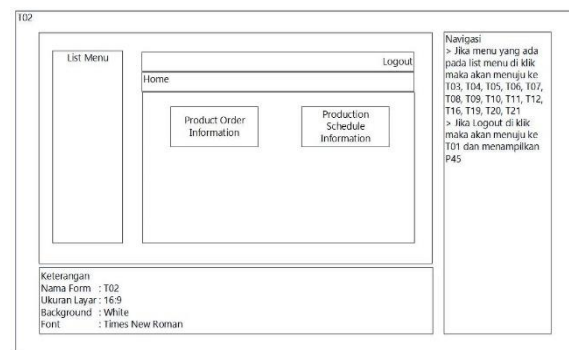 T02
List Menu
Logout
Home
Product Order
Information
Production
Schedule
Information
Navigasi
> Jika menu yang ada
pada list menu di klik
maka akan menuju ke
T03, T04, T05, T06, T07,
T08, T09, T10, T11, T12,
T16, T19, T20, T21
> Jika Logout di klik
maka akan menuju ke
T01 dan menampilkan
P45
Keterangan
Nama Form : T02
Ukuran Layar : 16:9
Background : White
Font : Times New Roman